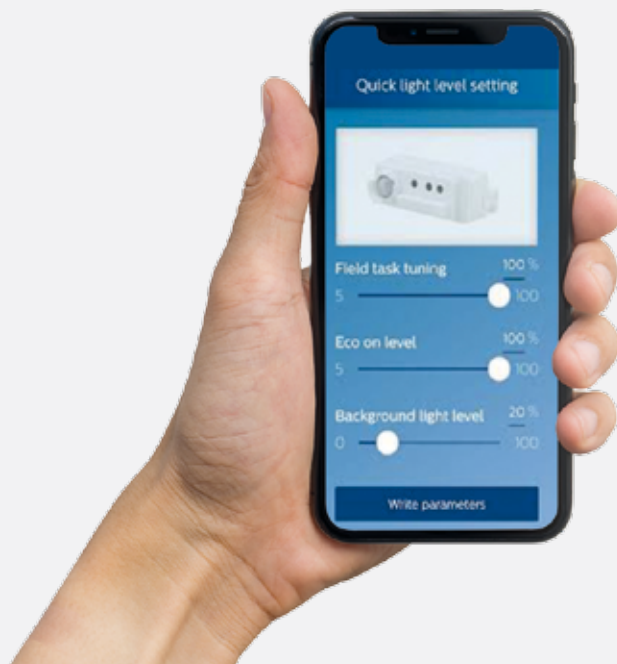 Quick light level setting
Field task tuning 100 %
5 100
Eco on level 100 %
5 100
Background light level 20 %
0 100
Write parameters